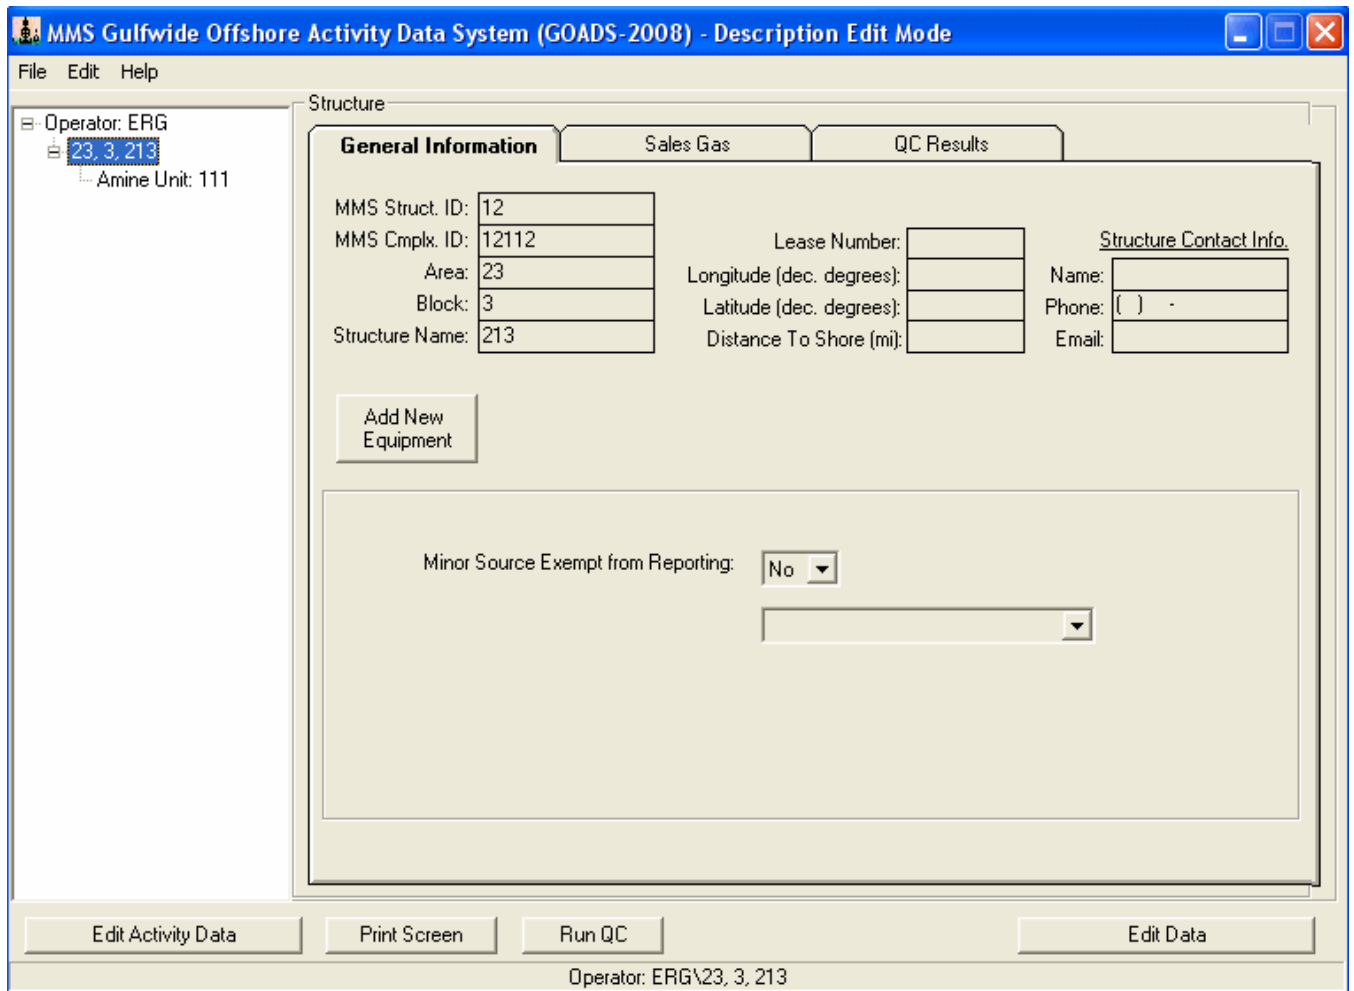 MMS Gulfwide Offshore Activity Data System (GOADS-2008) - Description Edit Mode
File Edit Help
Operator: ERG
23, 3, 213
Amine Unit: 111
Structure
General Information Sales Gas QC Results
MMS Struct. ID: 12
MMS Cmplx. ID: 12112
Area: 23
Block: 3
Structure Name: 213
Lease Number:
Longitude (dec. degrees):
Latitude (dec. degrees):
Distance To Shore (mi):
Structure Contact Info.
Name:
Phone: ( ) -
Email:
Add New
Equipment
Minor Source Exempt from Reporting: No
Edit Activity Data Print Screen Run QC Edit Data
Operator: ERG\23, 3, 213